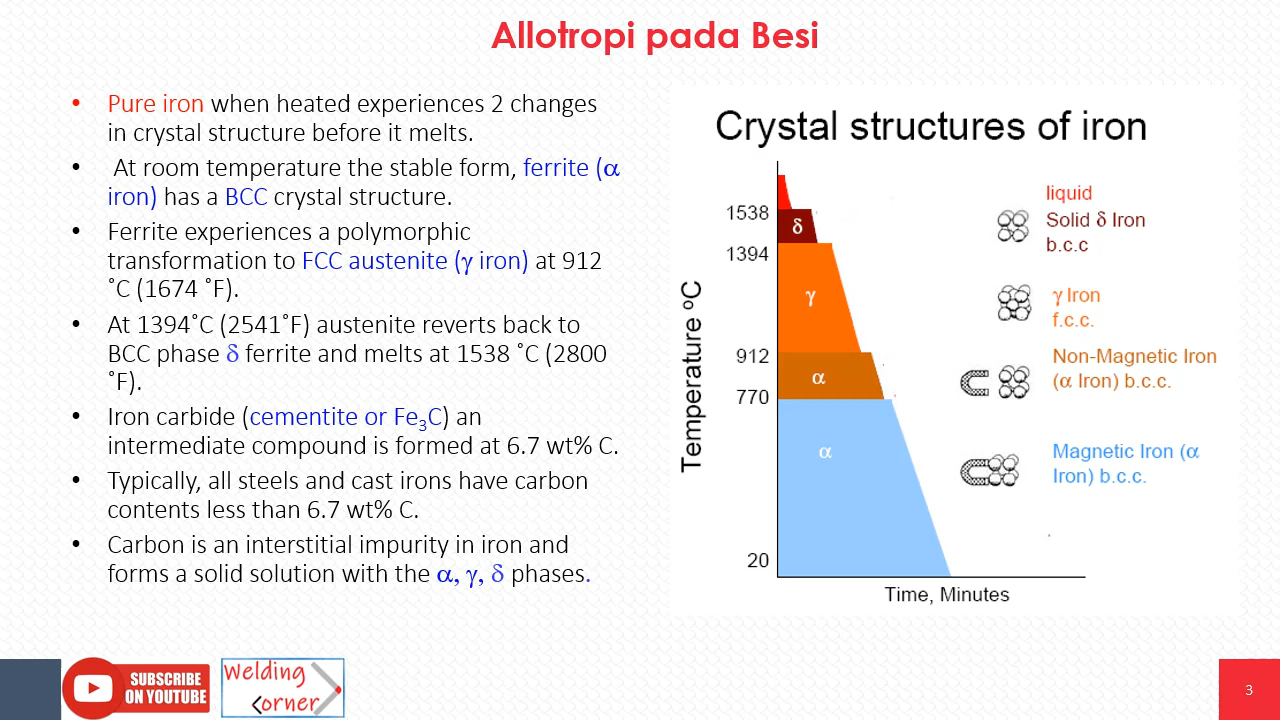 Allotropi pada Besi
• Pure iron when heated experiences 2 changes
in crystal structure before it melts.
• At room temperature the stable form, ferrite (α
iron) has a BCC crystal structure.
• Ferrite experiences a polymorphic
transformation to FCC austenite (γ iron) at 912
˚C (1674 ˚F).
• At 1394˚C (2541˚F) austenite reverts back to
BCC phase δ ferrite and melts at 1538 ˚C (2800
˚F).
• Iron carbide (cementite or Fe₃C) an
intermediate compound is formed at 6.7 wt% C.
• Typically, all steels and cast irons have carbon
contents less than 6.7 wt% C.
• Carbon is an interstitial impurity in iron and
forms a solid solution with the α, γ, δ phases.
Crystal structures of iron
Temperature ºC
1538
1394
912
770
20
δ
γ
α
α
Time, Minutes
liquid
Solid δ Iron
b.c.c
γ Iron
f.c.c.
Non-Magnetic Iron
(α Iron) b.c.c.
Magnetic Iron (α
Iron) b.c.c.
SUBSCRIBE
ON YOUTUBE
Welding
Corner
3